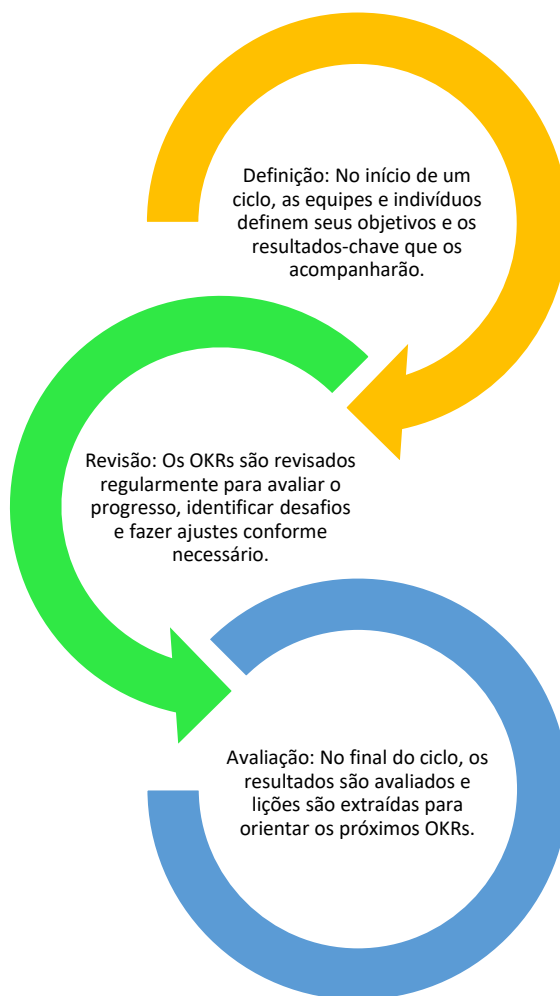 Definição: No início de um
ciclo, as equipes e indivíduos
definem seus objetivos e os
resultados-chave que os
acompanharão.
Revisão: Os OKRs são revisados
regularmente para avaliar o
progresso, identificar desafios
e fazer ajustes conforme
necessário.
Avaliação: No final do ciclo, os
resultados são avaliados e
lições são extraídas para
orientar os próximos OKRs.